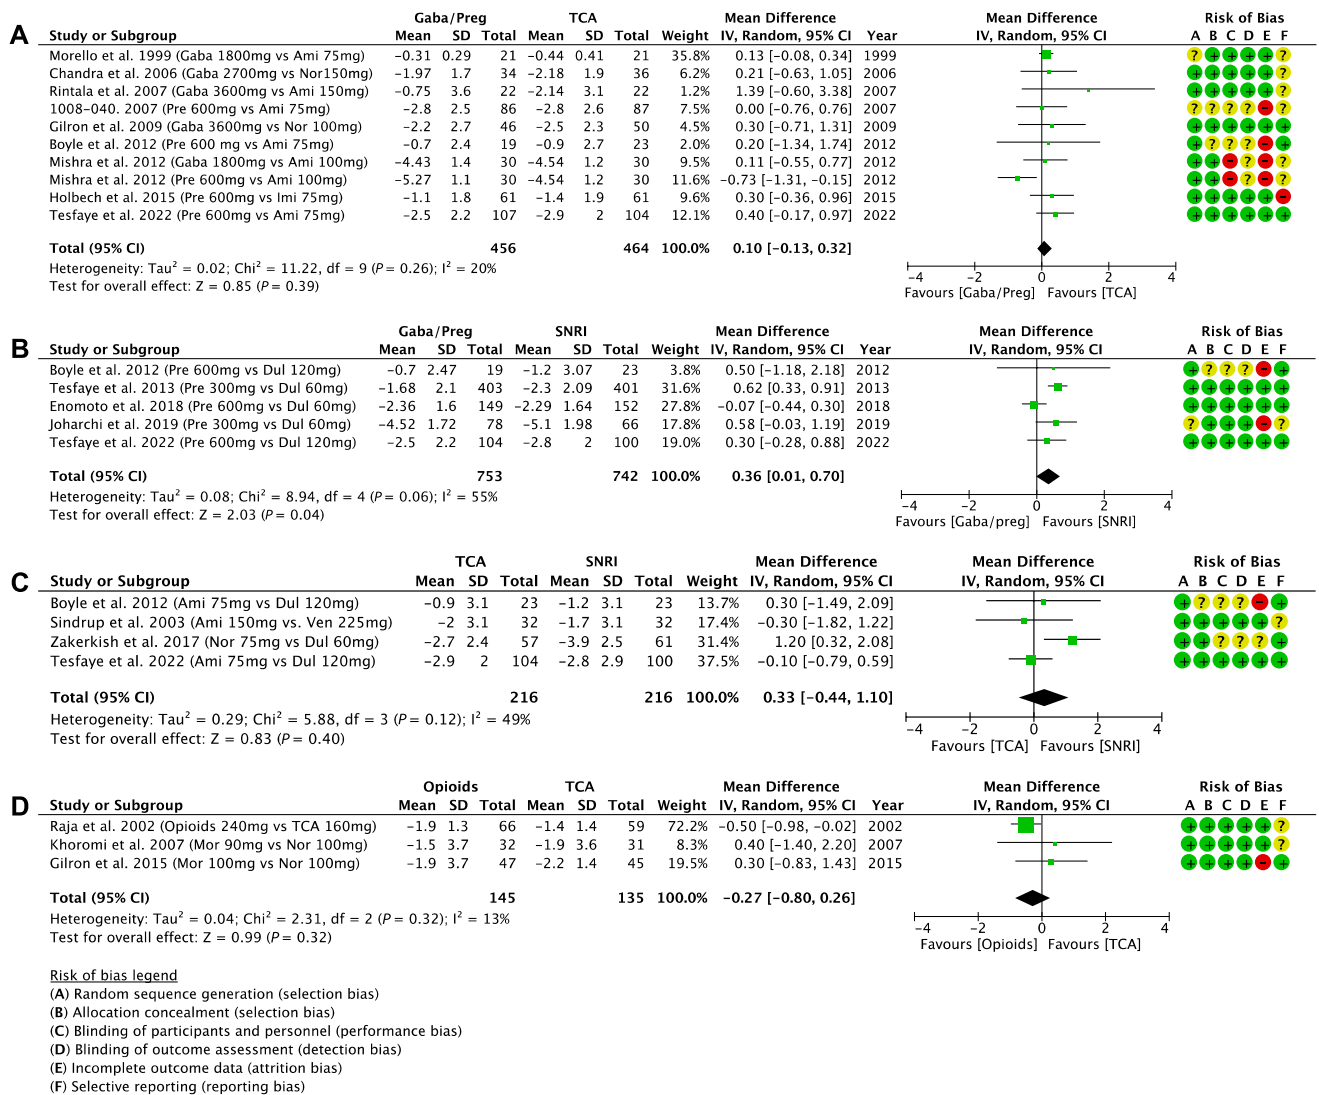 A Gaba/Preg TCA Mean Difference Mean Difference Risk of Bias
Study or Subgroup Mean SD Total Mean SD Total Weight IV, Random, 95% CI Year IV, Random, 95% CI A B C D E F
Morello et al. 1999 (Gaba 1800mg vs Ami 75mg) −0.31 0.29 21 −0.44 0.41 21 35.8% 0.13 [−0.08, 0.34] 1999 ? + + + + ?
Chandra et al. 2006 (Gaba 2700mg vs Nor150mg) −1.97 1.7 34 −2.18 1.9 36 6.2% 0.21 [−0.63, 1.05] 2006 + + + + + ?
Rintala et al. 2007 (Gaba 3600mg vs Ami 150mg) −0.75 3.6 22 −2.14 3.1 22 1.2% 1.39 [−0.60, 3.38] 2007 + + + + + ?
1008–040. 2007 (Pre 600mg vs Ami 75mg) −2.8 2.5 86 −2.8 2.6 87 7.5% 0.00 [−0.76, 0.76] 2007 ? ? ? ? − ?
Gilron et al. 2009 (Gaba 3600mg vs Nor 100mg) −2.2 2.7 46 −2.5 2.3 50 4.5% 0.30 [−0.71, 1.31] 2009 + + + + + +
Boyle et al. 2012 (Pre 600 mg vs Ami 75mg) −0.7 2.4 19 −0.9 2.7 23 2.0% 0.20 [−1.34, 1.74] 2012 + ? ? ? − +
Mishra et al. 2012 (Gaba 1800mg vs Ami 100mg) −4.43 1.4 30 −4.54 1.2 30 9.5% 0.11 [−0.55, 0.77] 2012 + + − ? − ?
Mishra et al. 2012 (Pre 600mg vs Ami 100mg) −5.27 1.1 30 −4.54 1.2 30 11.6% −0.73 [−1.31, −0.15] 2012 + + − ? − ?
Holbech et al. 2015 (Pre 600mg vs Imi 75mg) −1.1 1.8 61 −1.4 1.9 61 9.6% 0.30 [−0.36, 0.96] 2015 + + + + + −
Tesfaye et al. 2022 (Pre 600mg vs Ami 75mg) −2.5 2.2 107 −2.9 2 104 12.1% 0.40 [−0.17, 0.97] 2022 + + + + + +
Total (95% CI) 456 464 100.0% 0.10 [−0.13, 0.32]
Heterogeneity: Tau² = 0.02; Chi² = 11.22, df = 9 (P = 0.26); I² = 20%
Test for overall effect: Z = 0.85 (P = 0.39)
−4 −2 0 2 4
Favours [Gaba/Preg] Favours [TCA]
B Gaba/Preg SNRI Mean Difference Mean Difference Risk of Bias
Study or Subgroup Mean SD Total Mean SD Total Weight IV, Random, 95% CI Year IV, Random, 95% CI A B C D E F
Boyle et al. 2012 (Pre 600mg vs Dul 120mg) −0.7 2.47 19 −1.2 3.07 23 3.8% 0.50 [−1.18, 2.18] 2012 + ? ? ? − +
Tesfaye et al. 2013 (Pre 300mg vs Dul 60mg) −1.68 2.1 403 −2.3 2.09 401 31.6% 0.62 [0.33, 0.91] 2013 + + + + + +
Enomoto et al. 2018 (Pre 600mg vs Dul 60mg) −2.36 1.6 149 −2.29 1.64 152 27.8% −0.07 [−0.44, 0.30] 2018 + + + + + +
Joharchi et al. 2019 (Pre 300mg vs Dul 60mg) −4.52 1.72 78 −5.1 1.98 66 17.8% 0.58 [−0.03, 1.19] 2019 ? + + + − ?
Tesfaye et al. 2022 (Pre 600mg vs Dul 120mg) −2.5 2.2 104 −2.8 2 100 19.0% 0.30 [−0.28, 0.88] 2022 + + + + + +
Total (95% CI) 753 742 100.0% 0.36 [0.01, 0.70]
Heterogeneity: Tau² = 0.08; Chi² = 8.94, df = 4 (P = 0.06); I² = 55%
Test for overall effect: Z = 2.03 (P = 0.04)
−4 −2 0 2 4
Favours [Gaba/preg] Favours [SNRI]
C TCA SNRI Mean Difference Mean Difference Risk of Bias
Study or Subgroup Mean SD Total Mean SD Total Weight IV, Random, 95% CI IV, Random, 95% CI A B C D E F
Boyle et al. 2012 (Ami 75mg vs Dul 120mg) −0.9 3.1 23 −1.2 3.1 23 13.7% 0.30 [−1.49, 2.09] + ? ? ? − +
Sindrup et al. 2003 (Ami 150mg vs. Ven 225mg) −2 3.1 32 −1.7 3.1 32 17.4% −0.30 [−1.82, 1.22] + + + + + ?
Zakerkish et al. 2017 (Nor 75mg vs Dul 60mg) −2.7 2.4 57 −3.9 2.5 61 31.4% 1.20 [0.32, 2.08] + + ? ? ? +
Tesfaye et al. 2022 (Ami 75mg vs Dul 120mg) −2.9 2 104 −2.8 2.9 100 37.5% −0.10 [−0.79, 0.59] + + + + + +
Total (95% CI) 216 216 100.0% 0.33 [−0.44, 1.10]
Heterogeneity: Tau² = 0.29; Chi² = 5.88, df = 3 (P = 0.12); I² = 49%
Test for overall effect: Z = 0.83 (P = 0.40)
−4 −2 0 2 4
Favours [TCA] Favours [SNRI]
D Opioids TCA Mean Difference Mean Difference Risk of Bias
Study or Subgroup Mean SD Total Mean SD Total Weight IV, Random, 95% CI Year IV, Random, 95% CI A B C D E F
Raja et al. 2002 (Opioids 240mg vs TCA 160mg) −1.9 1.3 66 −1.4 1.4 59 72.2% −0.50 [−0.98, −0.02] 2002 + + + + + ?
Khoromi et al. 2007 (Mor 90mg vs Nor 100mg) −1.5 3.7 32 −1.9 3.6 31 8.3% 0.40 [−1.40, 2.20] 2007 + + + + + ?
Gilron et al. 2015 (Mor 100mg vs Nor 100mg) −1.9 3.7 47 −2.2 1.4 45 19.5% 0.30 [−0.83, 1.43] 2015 + + + + − +
Total (95% CI) 145 135 100.0% −0.27 [−0.80, 0.26]
Heterogeneity: Tau² = 0.04; Chi² = 2.31, df = 2 (P = 0.32); I² = 13%
Test for overall effect: Z = 0.99 (P = 0.32)
−4 −2 0 2 4
Favours [Opioids] Favours [TCA]
Risk of bias legend
(A) Random sequence generation (selection bias)
(B) Allocation concealment (selection bias)
(C) Blinding of participants and personnel (performance bias)
(D) Blinding of outcome assessment (detection bias)
(E) Incomplete outcome data (attrition bias)
(F) Selective reporting (reporting bias)